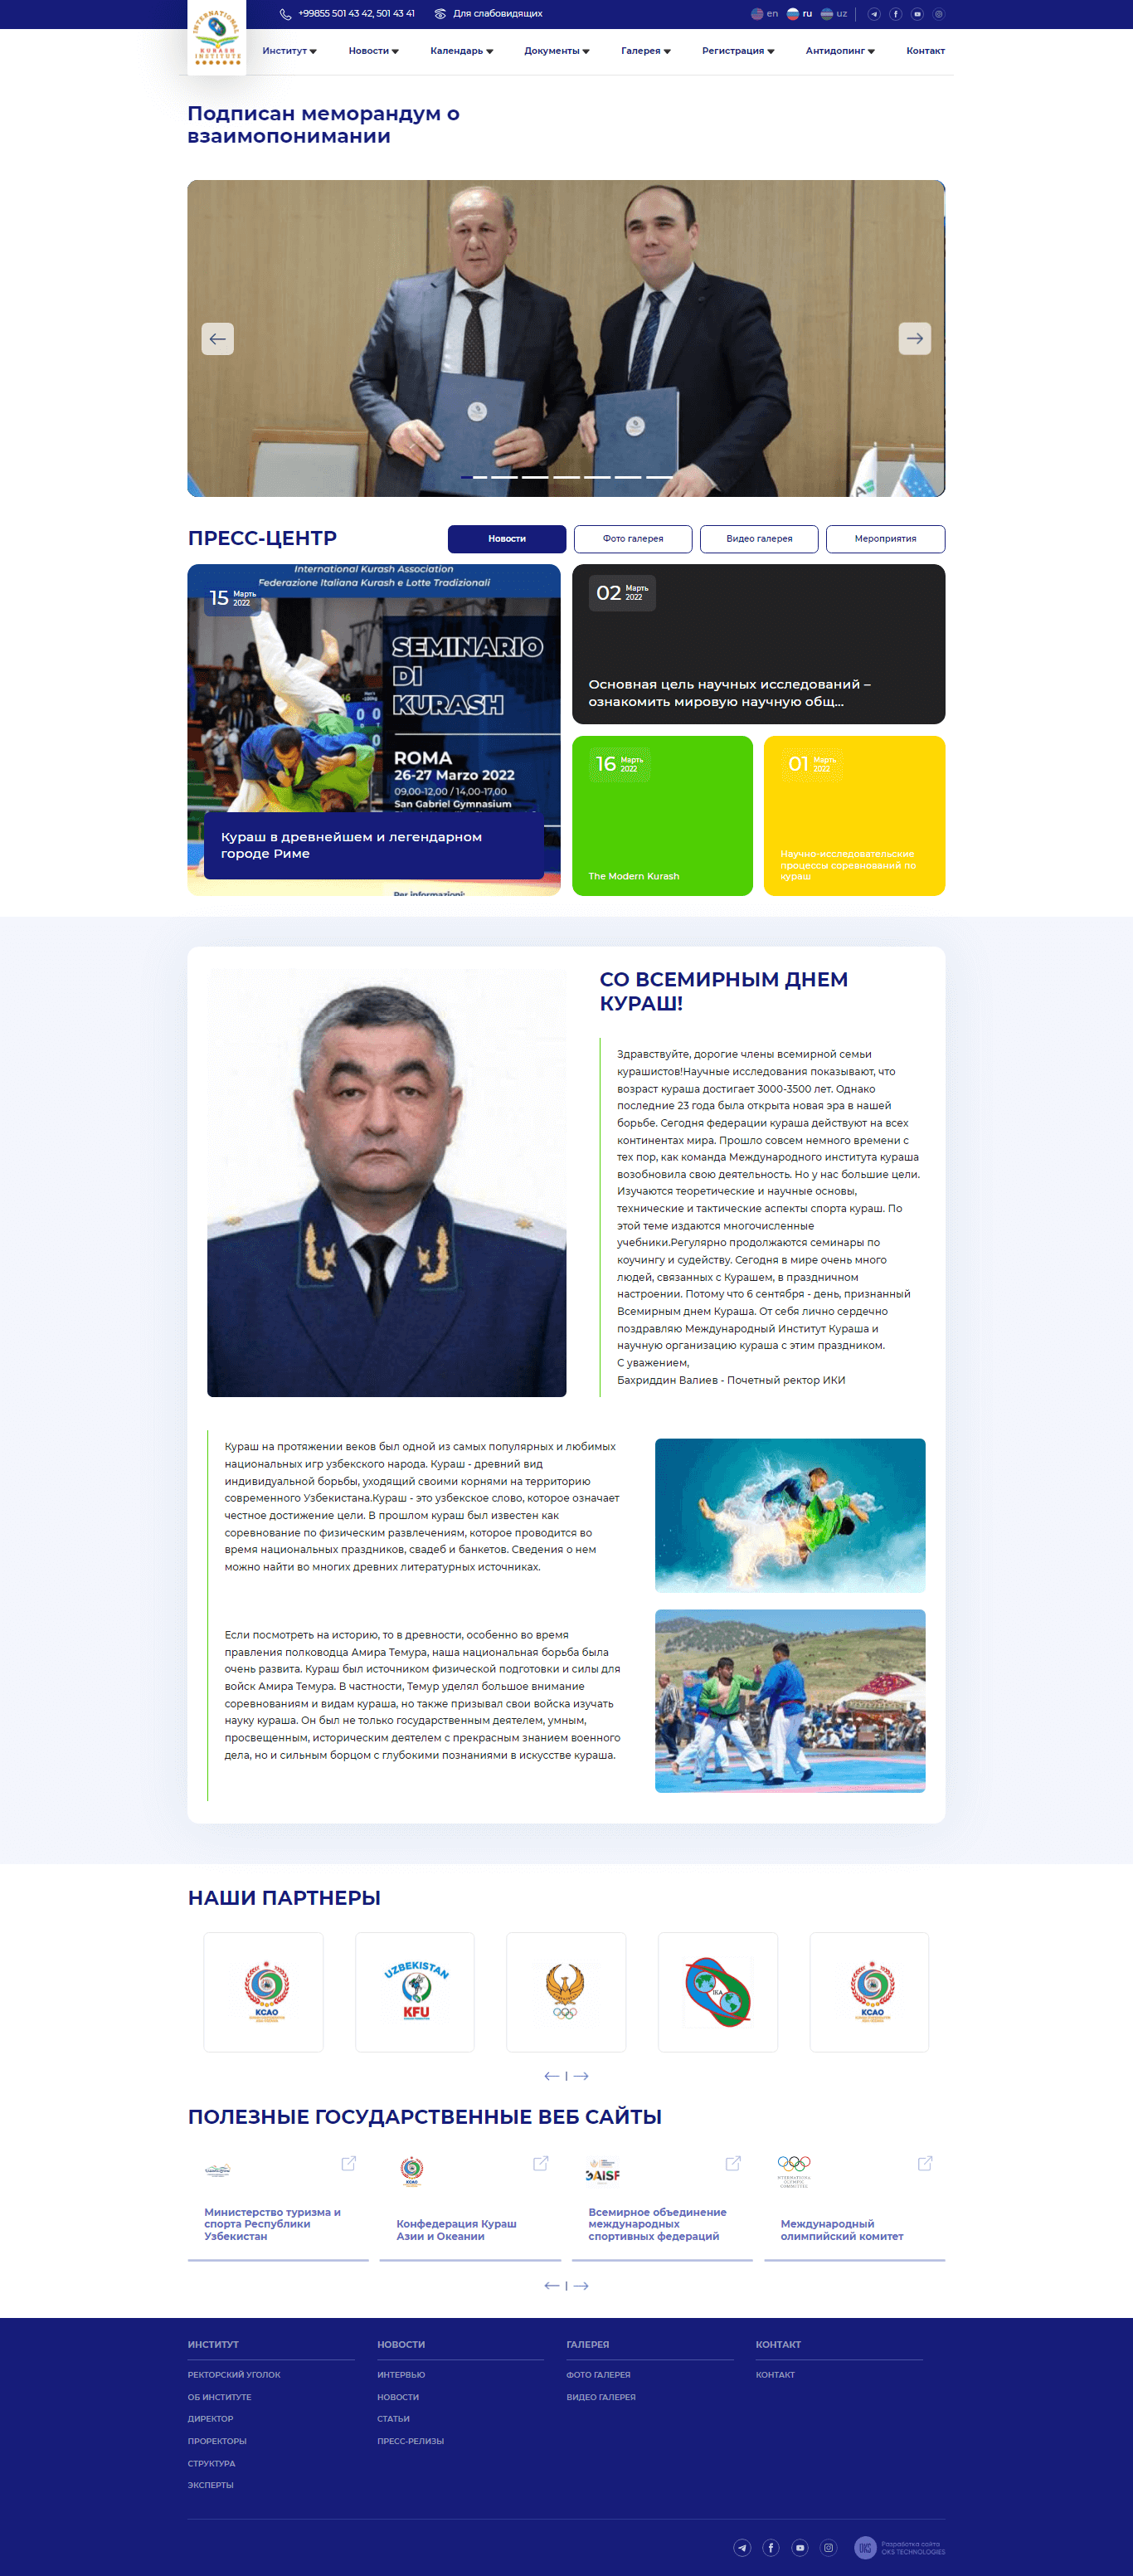 INTERNATIONAL
KURASH
INSTITUTE
+99855 501 43 42, 501 43 41
Для слабовидящих
en
ru
uz
Институт
Новости
Календарь
Документы
Галерея
Регистрация
Антидопинг
Контакт
Подписан меморандум о
взаимопонимании
ПРЕСС-ЦЕНТР
Новости
Фото галерея
Видео галерея
Мероприятия
International Kurash Association
Federazione Italiana Kurash e Lotte Tradizionali
15 Март
2022
SEMINARIO
DI
KURASH
ROMA
26-27 Marzo 2022
09,00-12,00 / 14,00-17,00
San Gabriel Gymnasium
Кураш в древнейшем и легендарном
городе Риме
Per informazioni:
02 Март
2022
Основная цель научных исследований –
ознакомить мировую научную общ...
16 Март
2022
The Modern Kurash
01 Март
2022
Научно-исследовательские
процессы соревнований по
кураш
СО ВСЕМИРНЫМ ДНЕМ
КУРАШ!
Здравствуйте, дорогие члены всемирной семьи
курашистов!Научные исследования показывают, что
возраст кураша достигает 3000-3500 лет. Однако
последние 23 года была открыта новая эра в нашей
борьбе. Сегодня федерации кураша действуют на всех
континентах мира. Прошло совсем немного времени с
тех пор, как команда Международного института кураша
возобновила свою деятельность. Но у нас большие цели.
Изучаются теоретические и научные основы,
технические и тактические аспекты спорта кураш. По
этой теме издаются многочисленные
учебники.Регулярно продолжаются семинары по
коучингу и судейству. Сегодня в мире очень много
людей, связанных с Курашем, в праздничном
настроении. Потому что 6 сентября - день, признанный
Всемирным днем Кураша. От себя лично сердечно
поздравляю Международный Институт Кураша и
научную организацию кураша с этим праздником.
С уважением,
Бахриддин Валиев - Почетный ректор ИКИ
Кураш на протяжении веков был одной из самых популярных и любимых
национальных игр узбекского народа. Кураш - древний вид
индивидуальной борьбы, уходящий своими корнями на территорию
современного Узбекистана.Кураш - это узбекское слово, которое означает
честное достижение цели. В прошлом кураш был известен как
соревнование по физическим развлечениям, которое проводится во
время национальных праздников, свадеб и банкетов. Сведения о нем
можно найти во многих древних литературных источниках.
Если посмотреть на историю, то в древности, особенно во время
правления полководца Амира Темура, наша национальная борьба была
очень развита. Кураш был источником физической подготовки и силы для
войск Амира Темура. В частности, Темур уделял большое внимание
соревнованиям и видам кураша, но также призывал свои войска изучать
науку кураша. Он был не только государственным деятелем, умным,
просвещенным, историческим деятелем с прекрасным знанием военного
дела, но и сильным борцом с глубокими познаниями в искусстве кураша.
НАШИ ПАРТНЕРЫ
KCAO
UZBEKISTAN
KFU
IKA
KCAO
ПОЛЕЗНЫЕ ГОСУДАРСТВЕННЫЕ ВЕБ САЙТЫ
Министерство туризма и
спорта Республики
Узбекистан
KCAO
Конфедерация Кураш
Азии и Океании
GAISF
Всемирное объединение
международных
спортивных федераций
INTERNATIONAL
OLYMPIC
COMMITTEE
Международный
олимпийский комитет
ИНСТИТУТ
РЕКТОРСКИЙ УГОЛОК
ОБ ИНСТИТУТЕ
ДИРЕКТОР
ПРОРЕКТОРЫ
СТРУКТУРА
ЭКСПЕРТЫ
НОВОСТИ
ИНТЕРВЬЮ
НОВОСТИ
СТАТЬИ
ПРЕСС-РЕЛИЗЫ
ГАЛЕРЕЯ
ФОТО ГАЛЕРЕЯ
ВИДЕО ГАЛЕРЕЯ
КОНТАКТ
КОНТАКТ
OKS
Разработка сайта
OKS TECHNOLOGIES